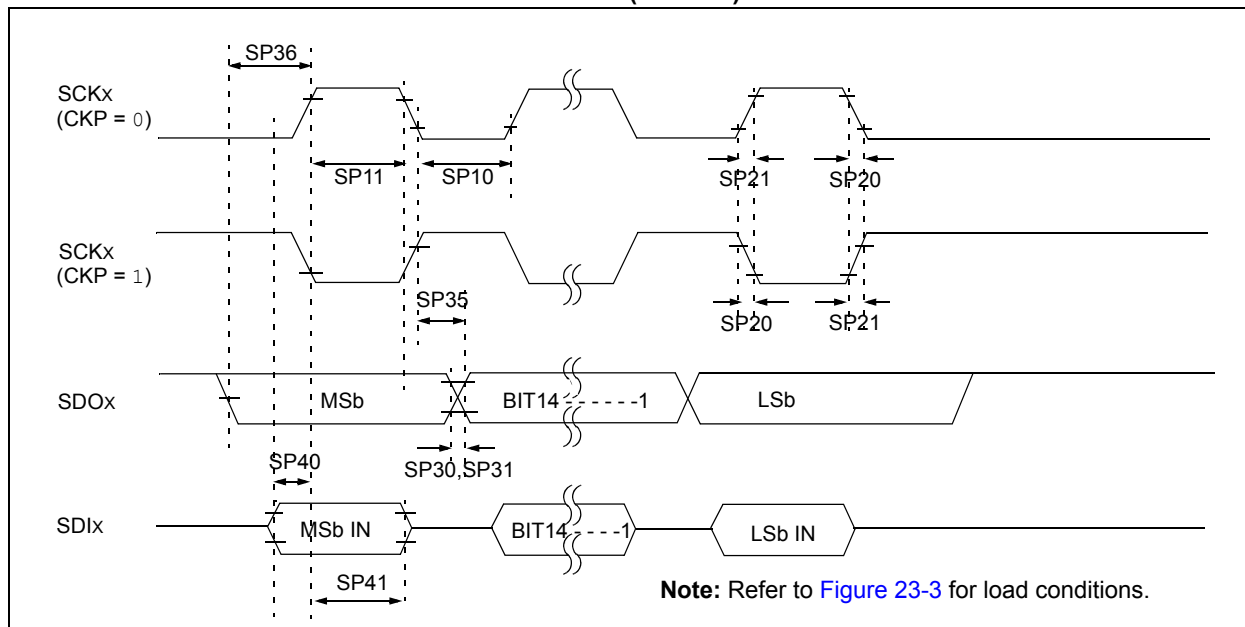 SP36
SCKx
(CKP = 0)
SP11
SP10
SP21
SP20
SCKx
(CKP = 1)
SP35
SP20
SP21
SDOx
MSb
BIT14 - - - - - -1
LSb
SP40
SP30,SP31
SDIx
MSb IN
BIT14 - - - -1
LSb IN
SP41
Note: Refer to Figure 23-3 for load conditions.